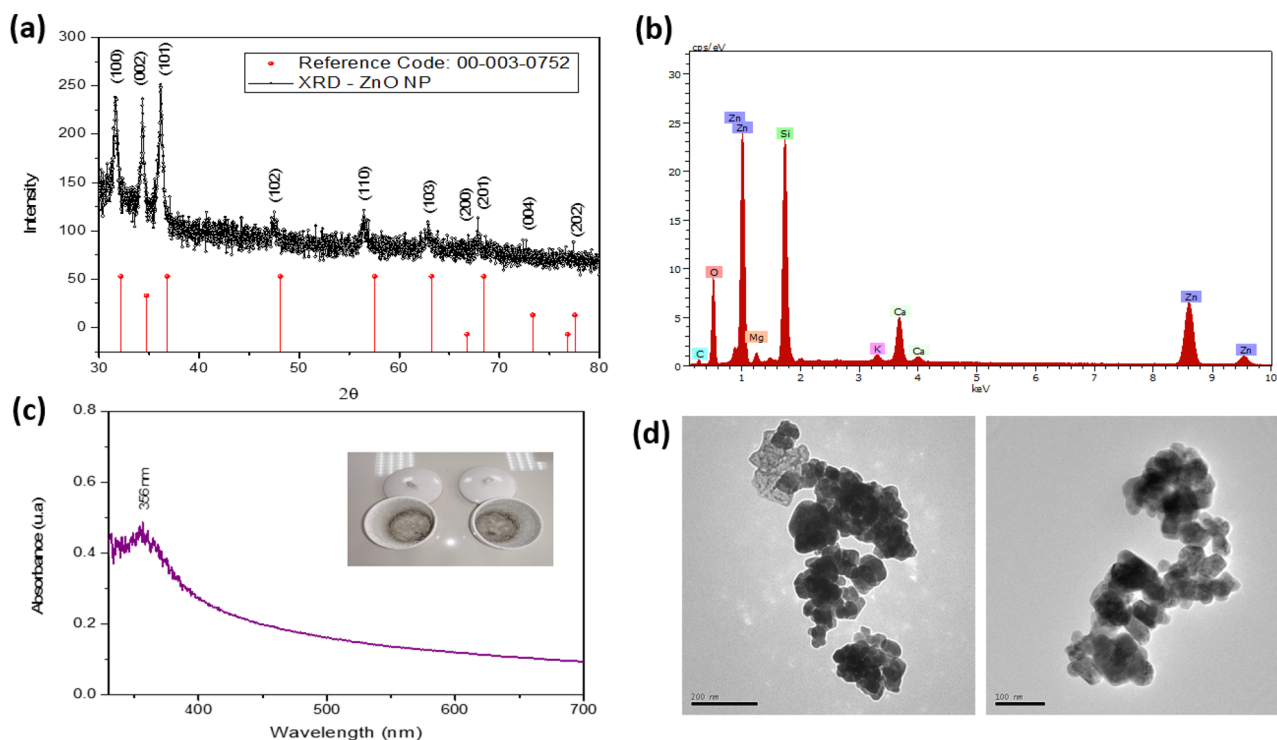 (a)
300
250
200
150
100
50
0
Intensity
30 40 50 60 70 80
2θ
(100)
(002)
(101)
(102)
(110)
(103)
(200)
(201)
(004)
(202)
Reference Code: 00-003-0752
XRD - ZnO NP
(b)
cps/eV
30
25
20
15
10
5
0
C
O
Zn
Zn
Mg
Si
K
Ca
Ca
Zn
Zn
1 2 3 4 5 6 7 8 9 10
keV
(c)
0.8
0.6
0.4
0.2
0.0
Absorbance (u.a)
356 nm
400 500 600 700
Wavelength (nm)
(d)
200 nm
100 nm